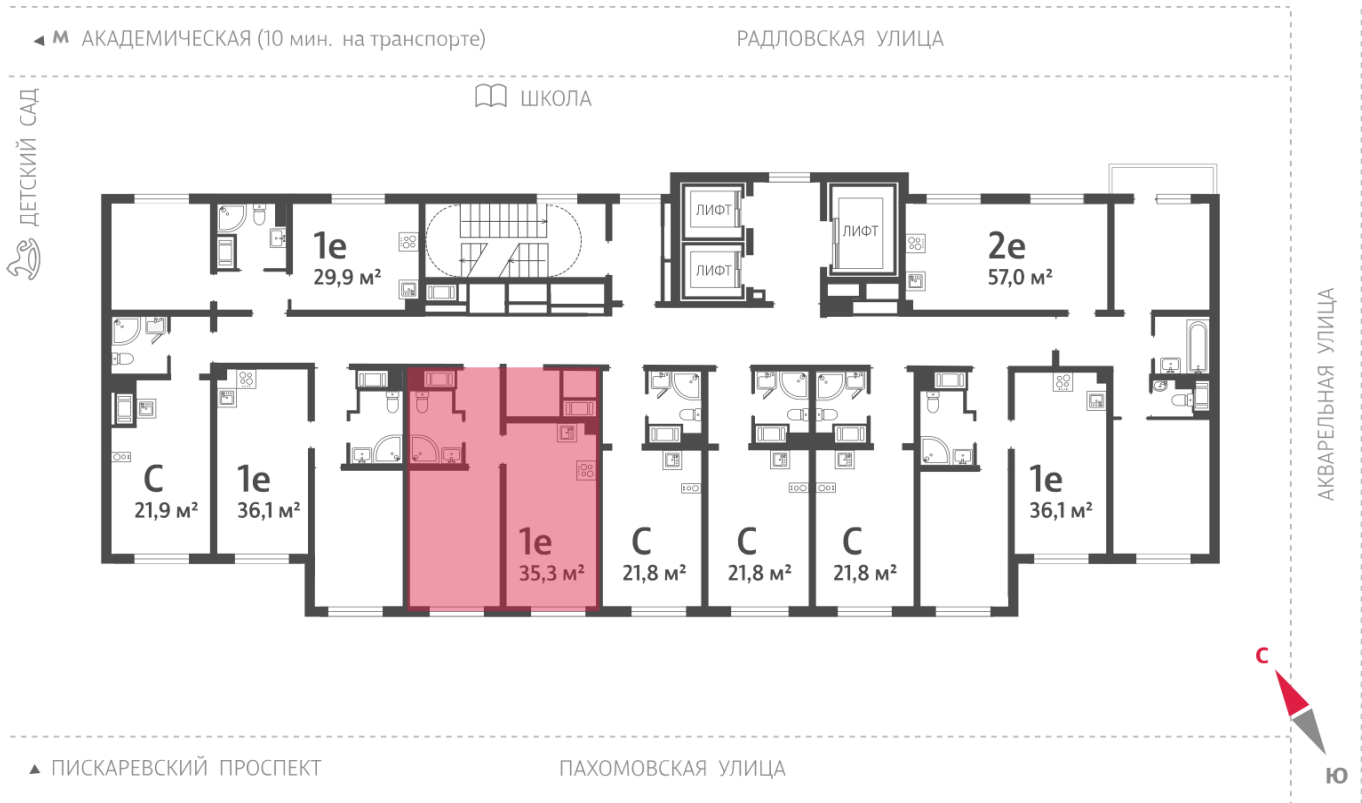 М АКАДЕМИЧЕСКАЯ (10 мин. на транспорте)
РАДЛОВСКАЯ УЛИЦА
ШКОЛА
ДЕТСКИЙ САД
ЛИФТ
ЛИФТ
ЛИФТ
1е
29,9 м²
2е
57,0 м²
С
21,9 м²
1е
36,1 м²
1е
35,3 м²
С
21,8 м²
С
21,8 м²
С
21,8 м²
1е
36,1 м²
АКВАРЕЛЬНАЯ УЛИЦА
С
Ю
ПИСКАРЕВСКИЙ ПРОСПЕКТ
ПАХОМОВСКАЯ УЛИЦА